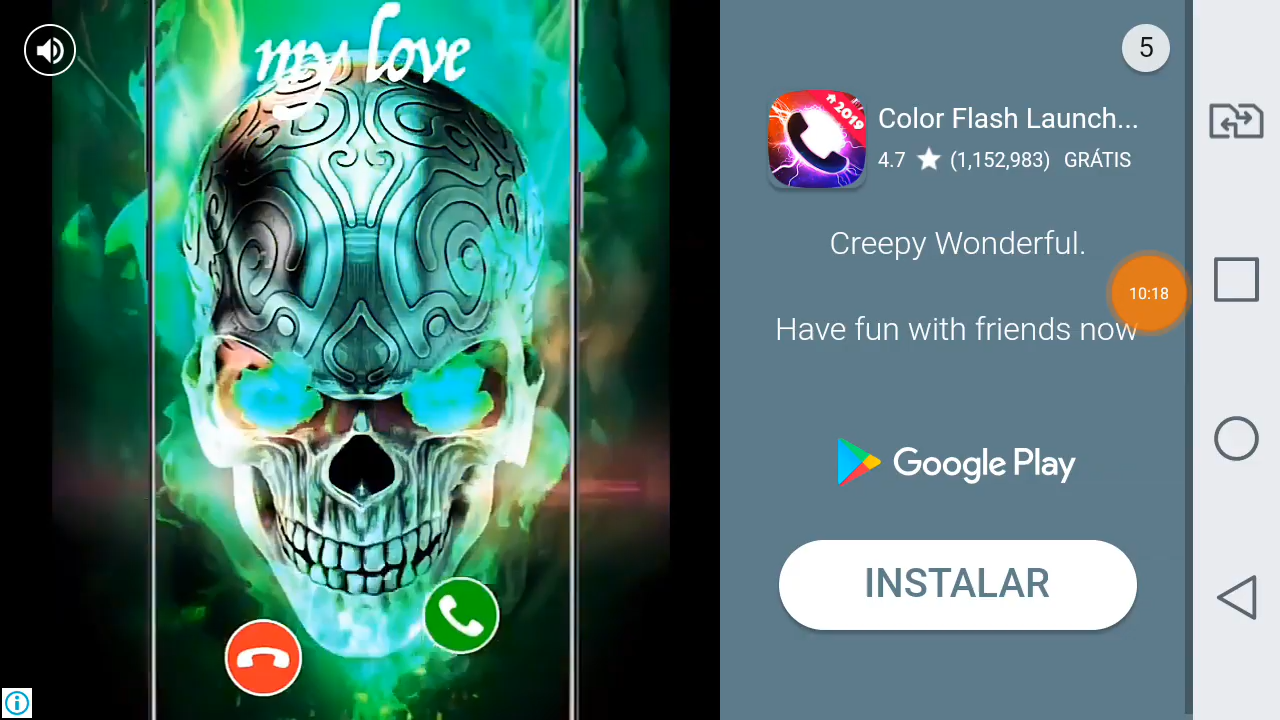 my love
5
2019
Color Flash Launch...
4.7 (1,152,983) GRÁTIS
Creepy Wonderful.
10:18
Have fun with friends now
Google Play
INSTALAR